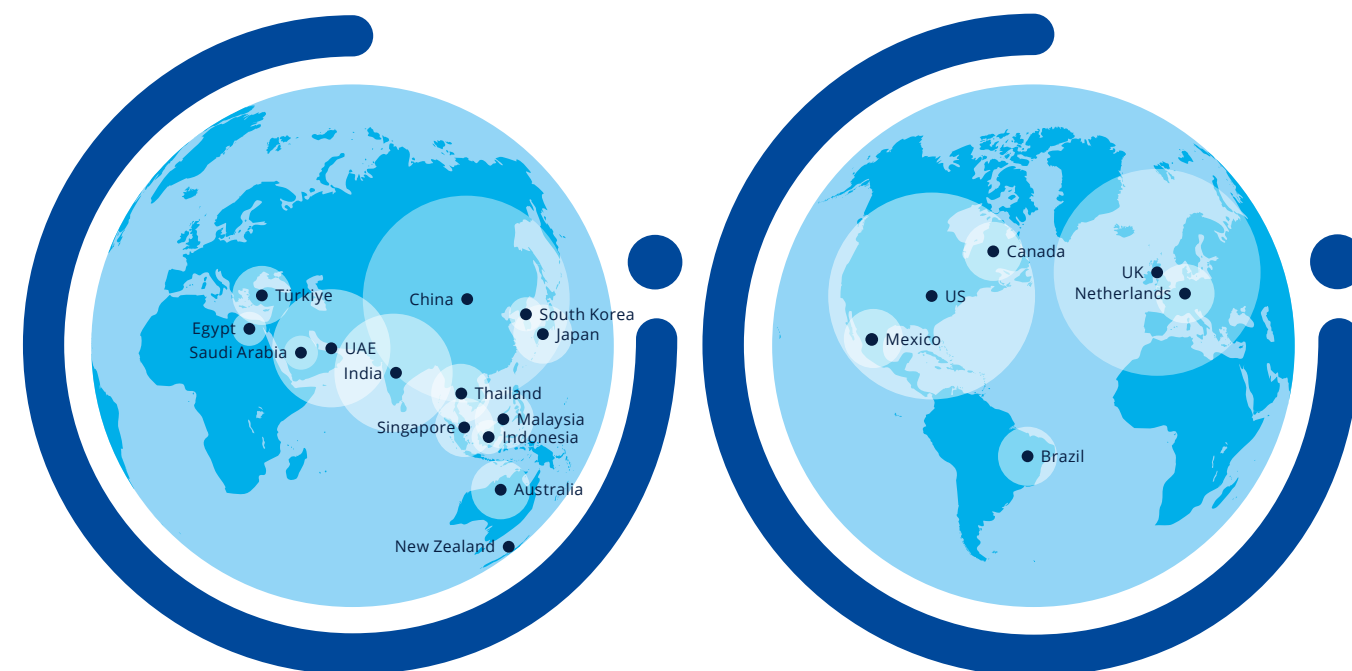 Türkiye
China
South Korea
Egypt
Japan
Saudi Arabia
UAE
India
Thailand
Malaysia
Singapore
Indonesia
Australia
New Zealand
Canada
UK
US
Netherlands
Mexico
Brazil